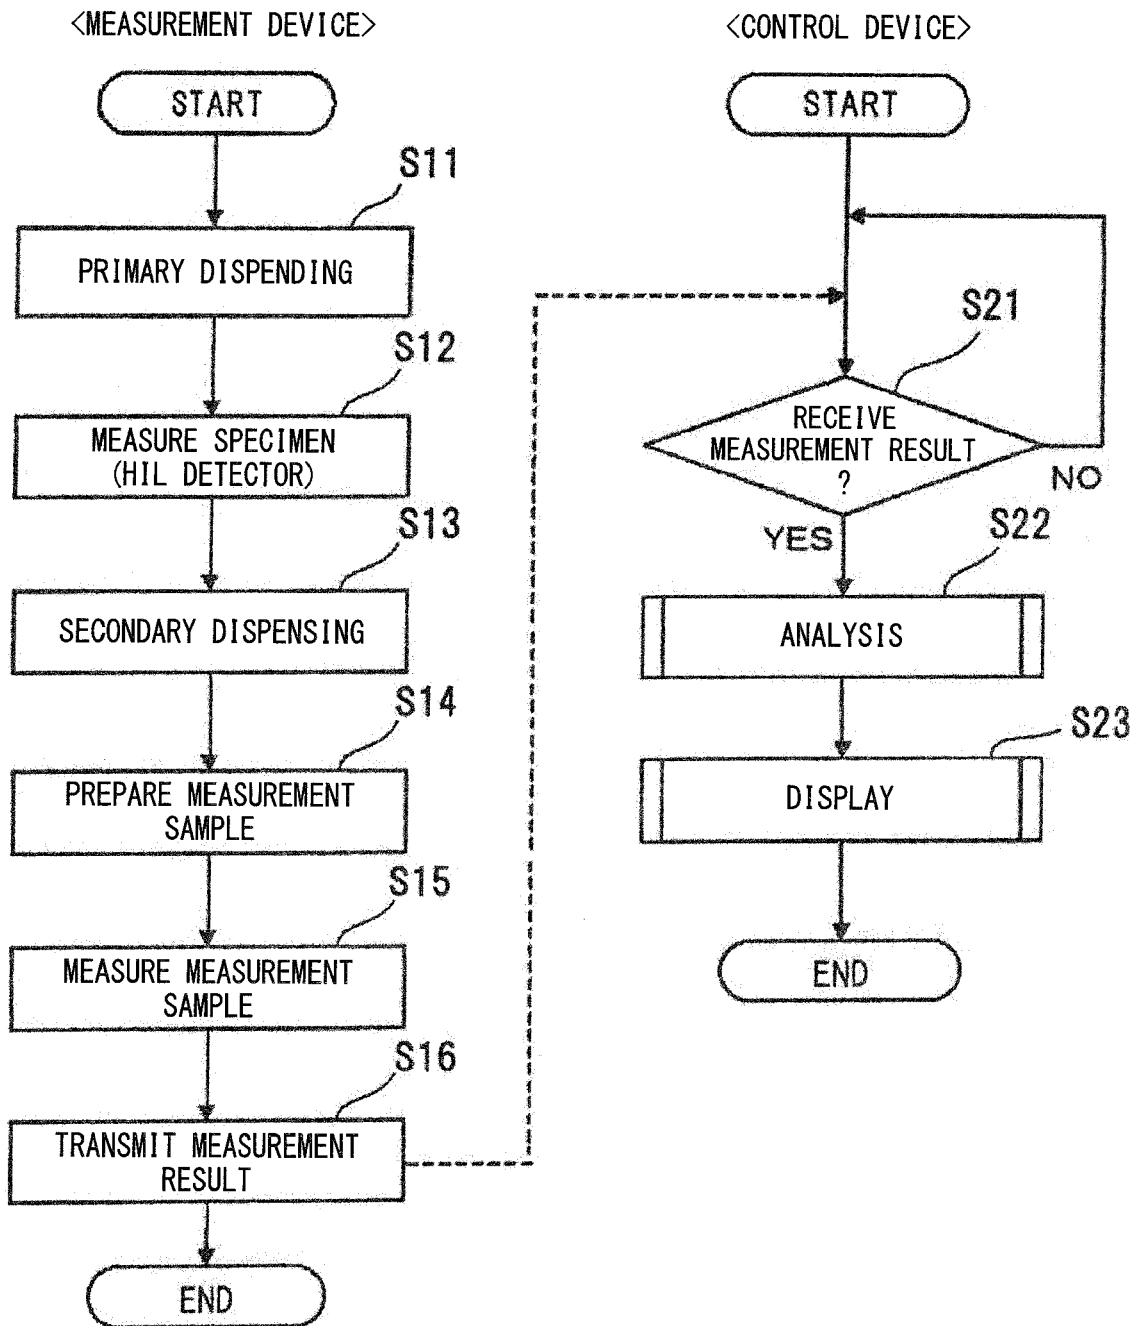 <MEASUREMENT DEVICE>
START
S11
PRIMARY DISPENDING
S12
MEASURE SPECIMEN
(HIL DETECTOR)
S13
SECONDARY DISPENSING
S14
PREPARE MEASUREMENT
SAMPLE
S15
MEASURE MEASUREMENT
SAMPLE
S16
TRANSMIT MEASUREMENT
RESULT
END
<CONTROL DEVICE>
START
S21
RECEIVE
MEASUREMENT RESULT
?
NO
YES
S22
ANALYSIS
S23
DISPLAY
END